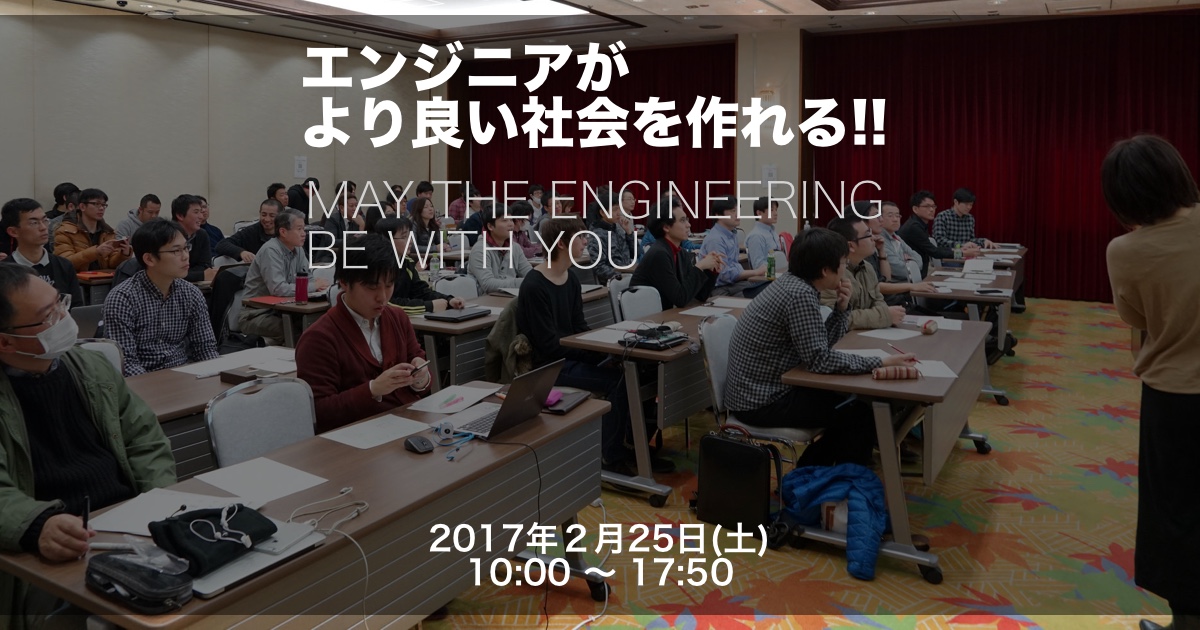 エンジニアが
より良い社会を作れる!!
MAY THE ENGINEERING
BE WITH YOU
2017年２月25日(土)
10:00 〜 17:50